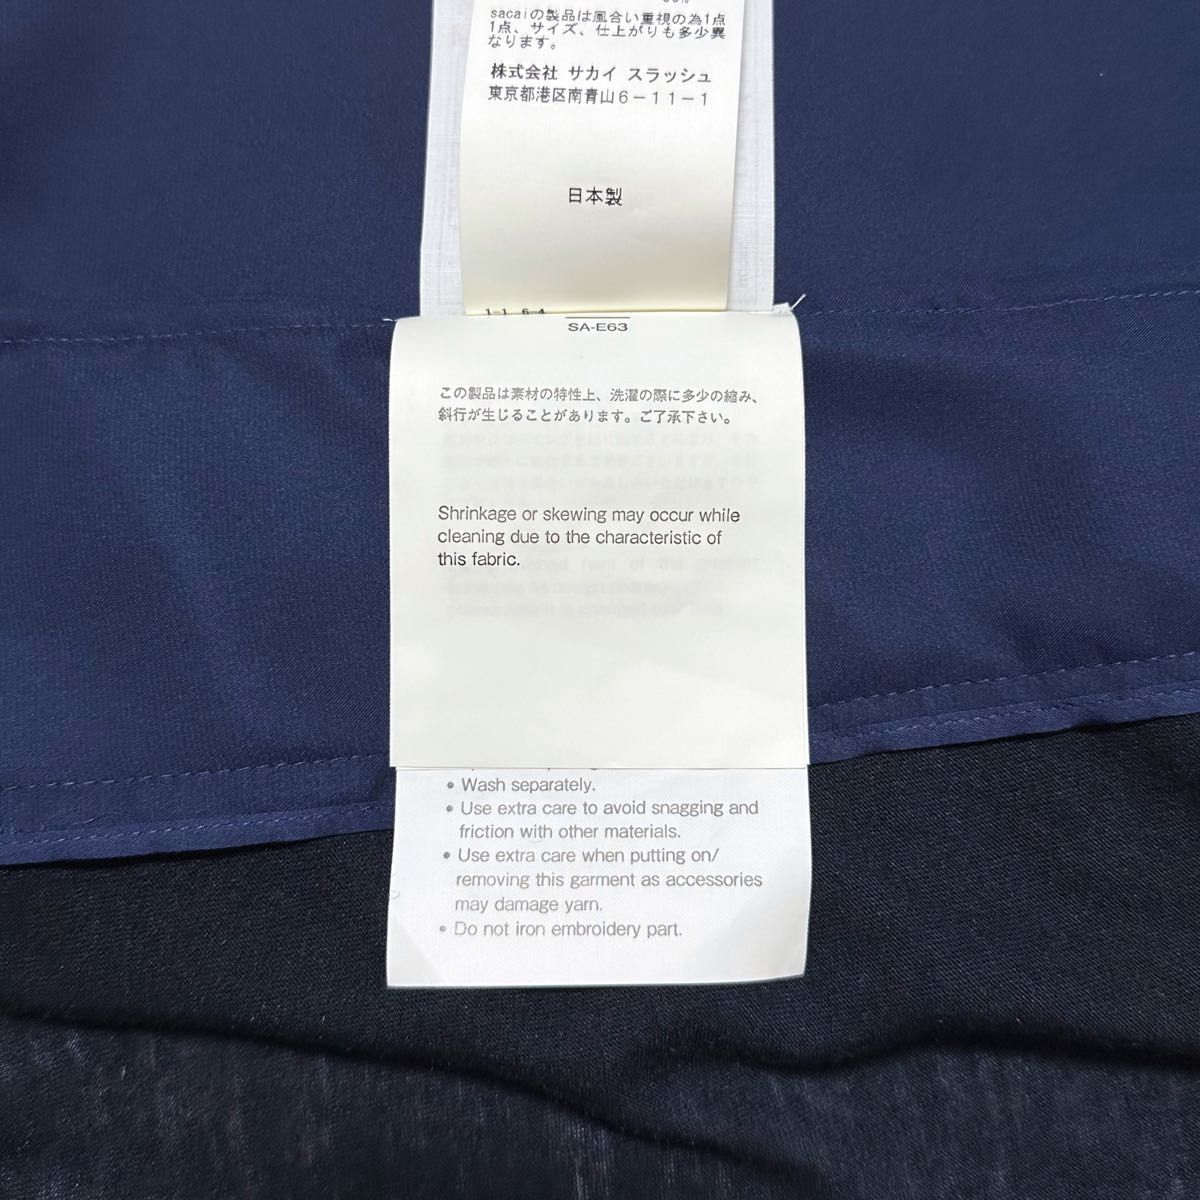 sacaiの製品は風合い重視の為1点
1点、サイズ、仕上がりも多少異
なります。
株式会社 サカイ スラッシュ
東京都港区南青山6-11-1
日本製
1-1 6-4
SA-E63
この製品は素材の特性上、洗濯の際に多少の縮み、
斜行が生じることがあります。ご了承下さい。
Shrinkage or skewing may occur while
cleaning due to the characteristic of
this fabric.
• Wash separately.
• Use extra care to avoid snagging and
friction with other materials.
• Use extra care when putting on/
removing this garment as accessories
may damage yarn.
• Do not iron embroidery part.